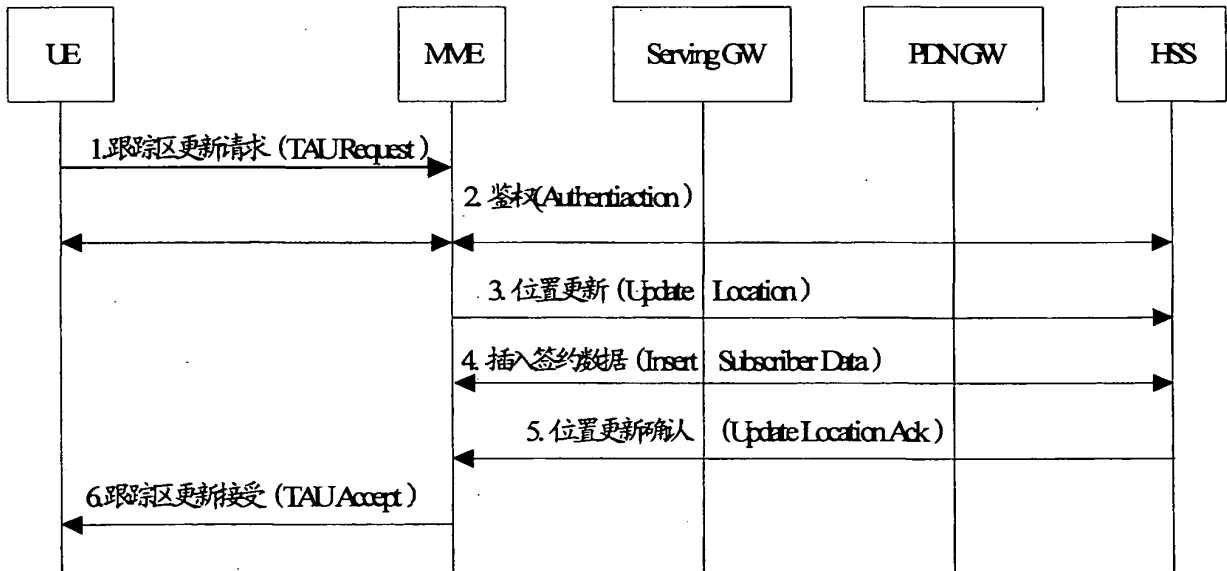 UE
MME
Serving GW
PDN GW
HSS
1.跟踪区更新请求（TAU Request）
2. 鉴权(Authentiaction）
3. 位置更新（Update Location）
4. 插入签约数据（Insert Subscriber Data）
5. 位置更新确认 （Update Location Ack）
6.跟踪区更新接受（TAU Accept）